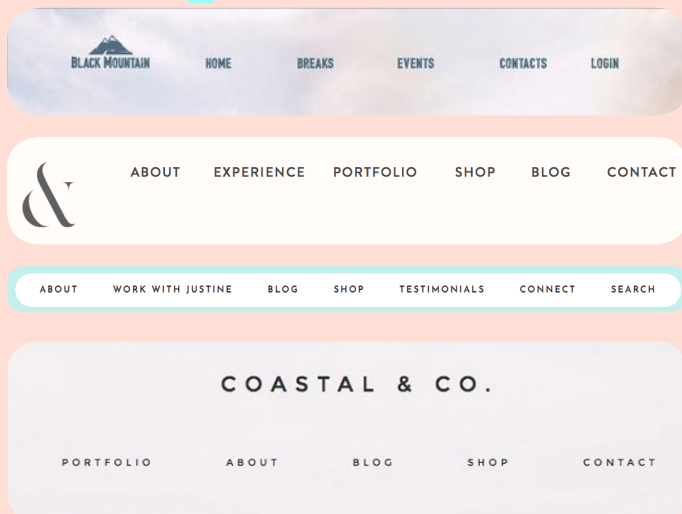 BLACK MOUNTAIN HOME BREAKS EVENTS CONTACTS LOGIN
& ABOUT EXPERIENCE PORTFOLIO SHOP BLOG CONTACT
ABOUT WORK WITH JUSTINE BLOG SHOP TESTIMONIALS CONNECT SEARCH
COASTAL & CO.
PORTFOLIO ABOUT BLOG SHOP CONTACT